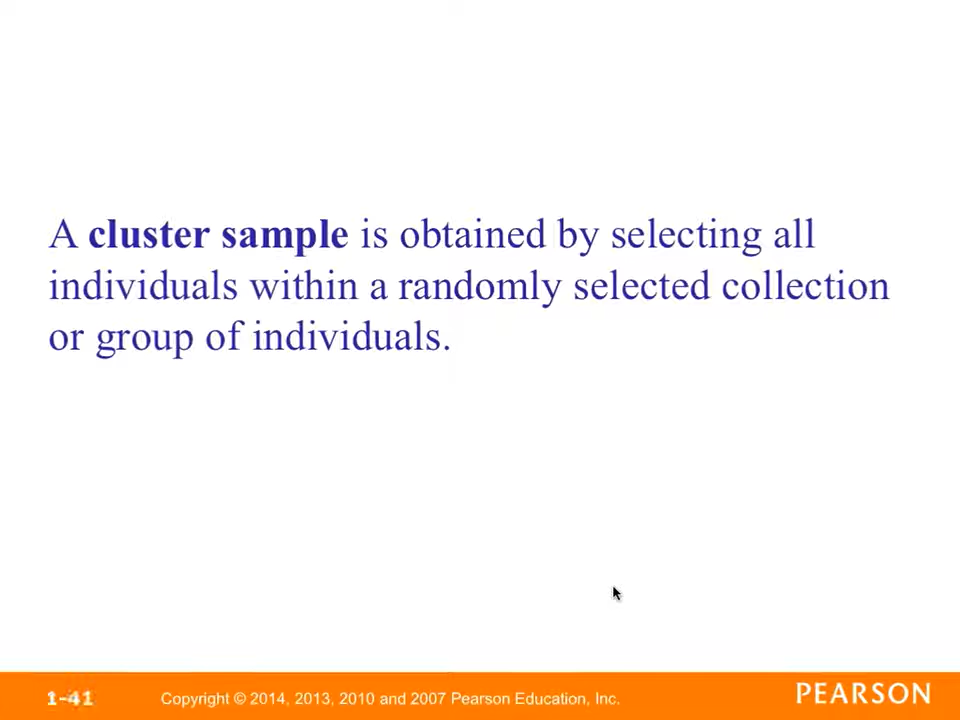 A cluster sample is obtained by selecting all
individuals within a randomly selected collection
or group of individuals.
1-41 Copyright © 2014, 2013, 2010 and 2007 Pearson Education, Inc. PEARSON